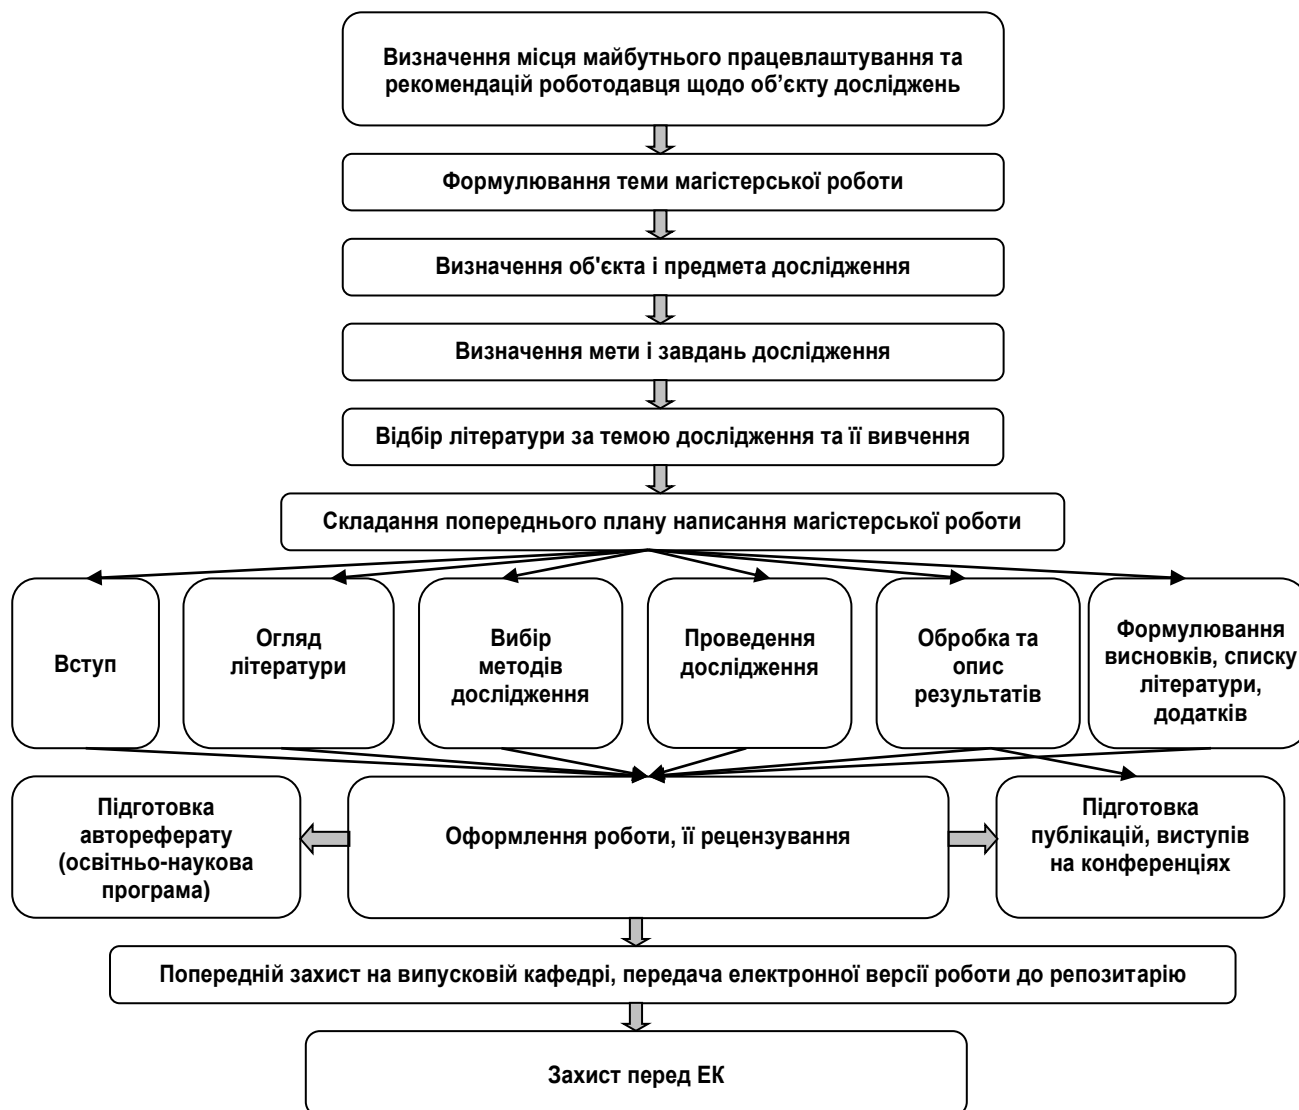 Визначення місця майбутнього працевлаштування та
рекомендацій роботодавця щодо об’єкту досліджень
Формулювання теми магістерської роботи
Визначення об'єкта і предмета дослідження
Визначення мети і завдань дослідження
Відбір літератури за темою дослідження та її вивчення
Складання попереднього плану написання магістерської роботи
Вступ
Огляд
літератури
Вибір
методів
дослідження
Проведення
дослідження
Обробка та
опис
результатів
Формулювання
висновків, списку
літератури,
додатків
Підготовка
автореферату
(освітньо-наукова
програма)
Оформлення роботи, її рецензування
Підготовка
публікацій, виступів
на конференціях
Попередній захист на випусковій кафедрі, передача електронної версії роботи до репозитарію
Захист перед ЕК